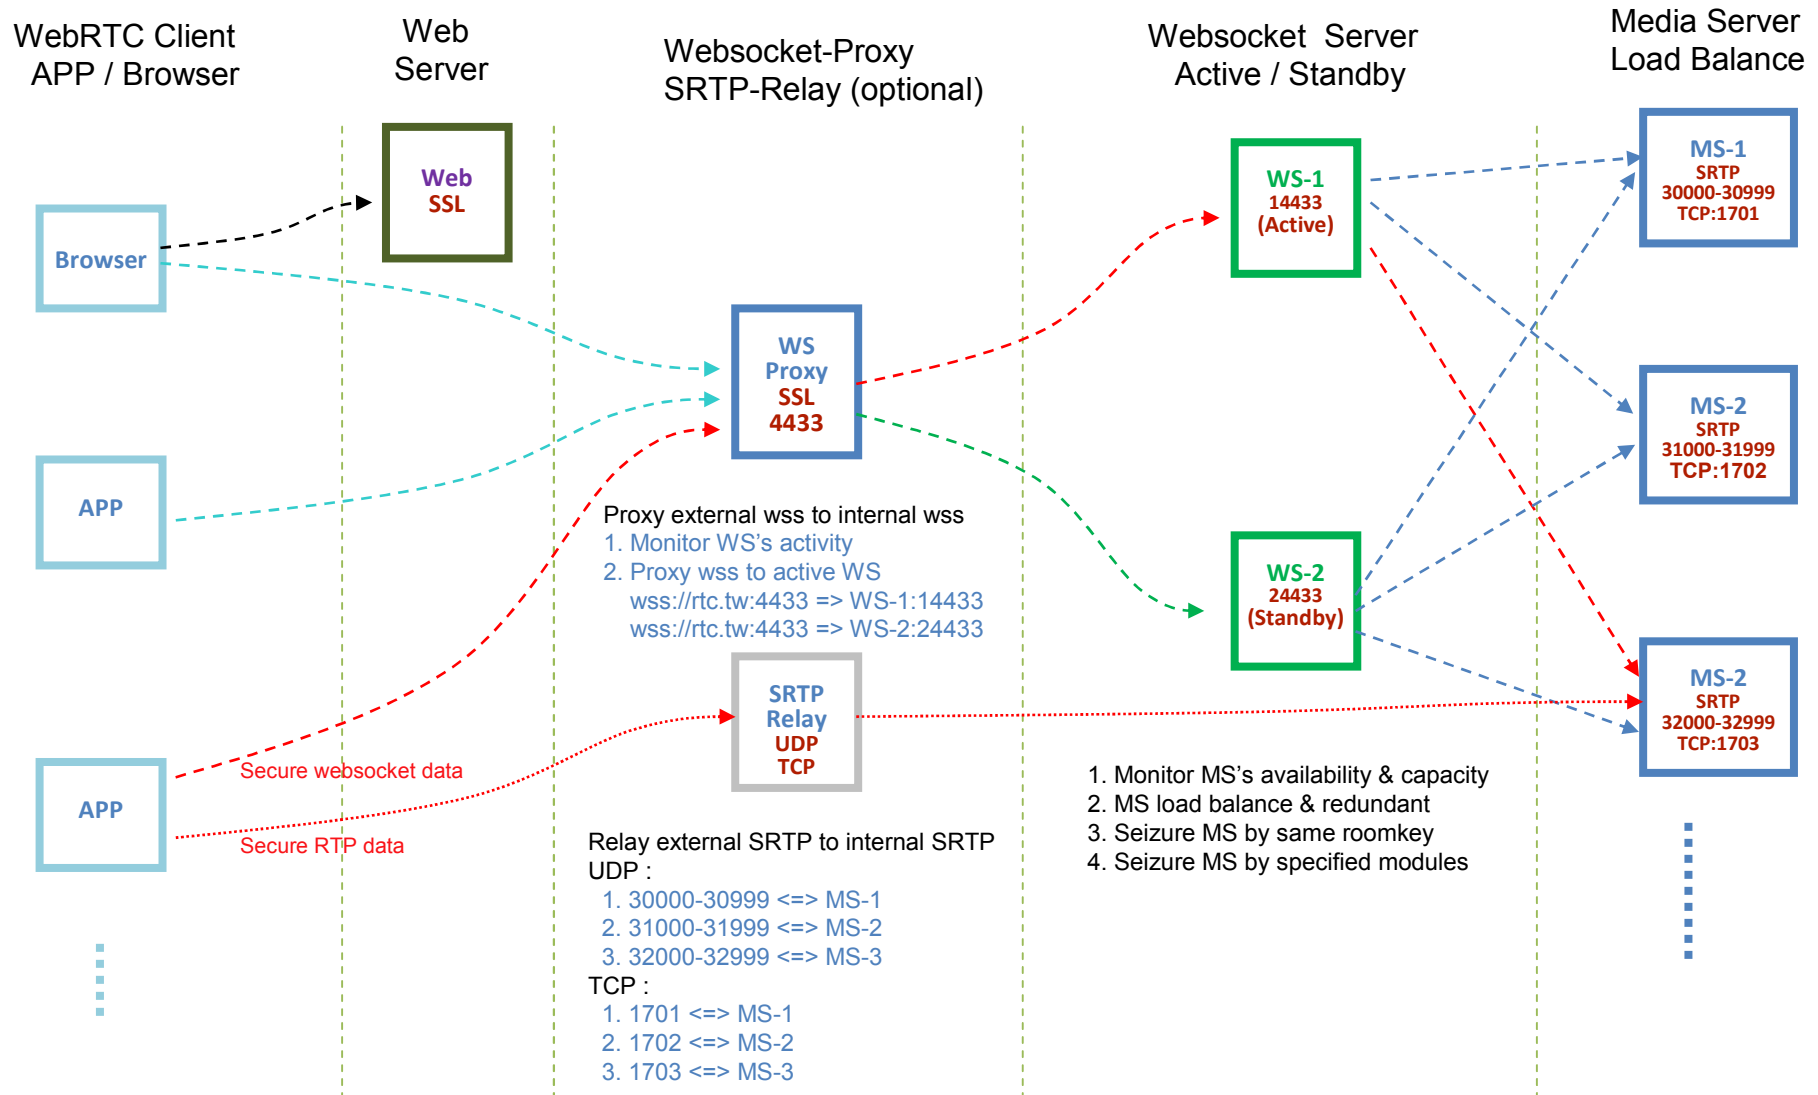 WebRTC Client
APP / Browser
Web
Server
Websocket-Proxy
SRTP-Relay (optional)
Websocket Server
Active / Standby
Media Server
Load Balance
Browser
APP
APP
Secure websocket data
Secure RTP data
Web
SSL
WS
Proxy
SSL
4433
Proxy external wss to internal wss
1. Monitor WS's activity
2. Proxy wss to active WS
wss://rtc.tw:4433 => WS-1:14433
wss://rtc.tw:4433 => WS-2:24433
SRTP
Relay
UDP
TCP
Relay external SRTP to internal SRTP
UDP :
1. 30000-30999 <=> MS-1
2. 31000-31999 <=> MS-2
3. 32000-32999 <=> MS-3
TCP :
1. 1701 <=> MS-1
2. 1702 <=> MS-2
3. 1703 <=> MS-3
WS-1
14433
(Active)
WS-2
24433
(Standby)
1. Monitor MS's availability & capacity
2. MS load balance & redundant
3. Seizure MS by same roomkey
4. Seizure MS by specified modules
MS-1
SRTP
30000-30999
TCP:1701
MS-2
SRTP
31000-31999
TCP:1702
MS-2
SRTP
32000-32999
TCP:1703